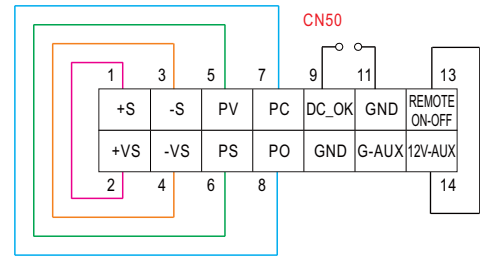 CN50
1 3 5 7 9 11 13
+S -S PV PC DC_OK GND REMOTE
ON-OFF
+VS -VS PS PO GND G-AUX 12V-AUX
2 4 6 8 14